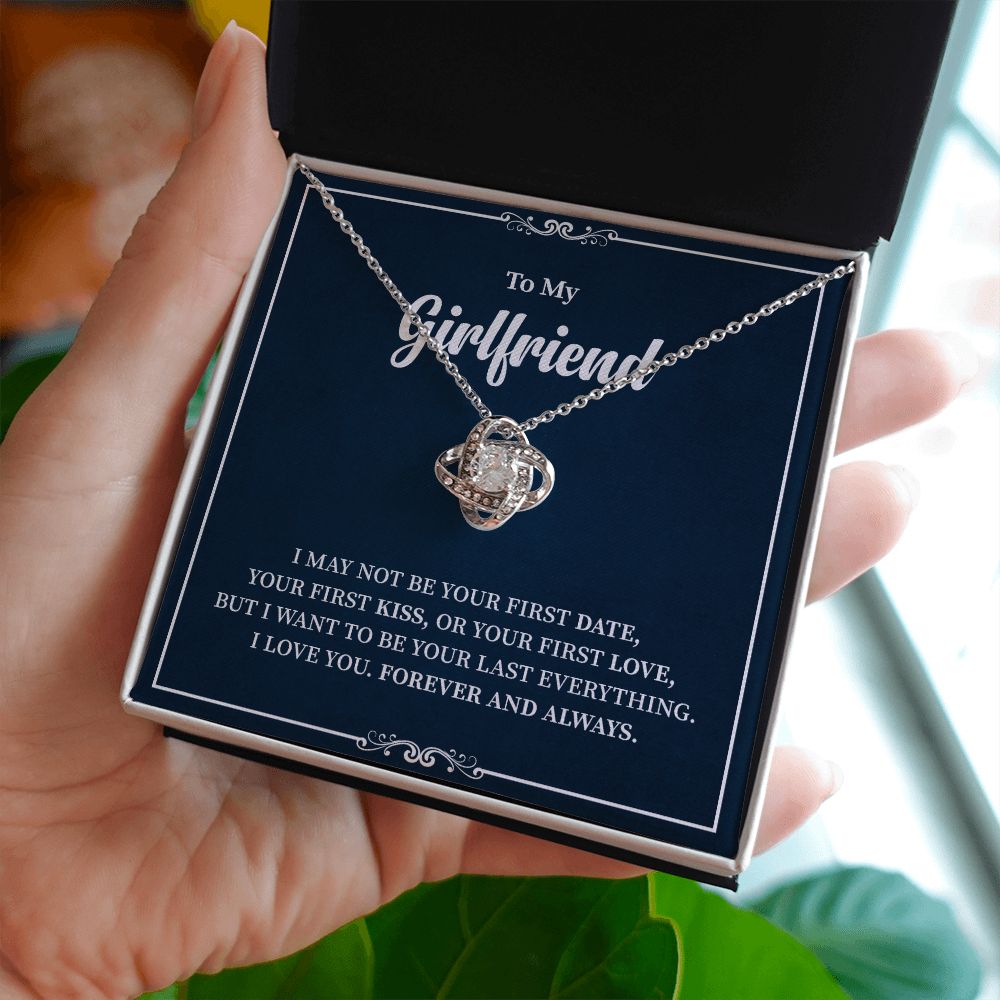 To My
Girlfriend
I MAY NOT BE YOUR FIRST DATE,
YOUR FIRST KISS, OR YOUR FIRST LOVE,
BUT I WANT TO BE YOUR LAST EVERYTHING.
I LOVE YOU. FOREVER AND ALWAYS.